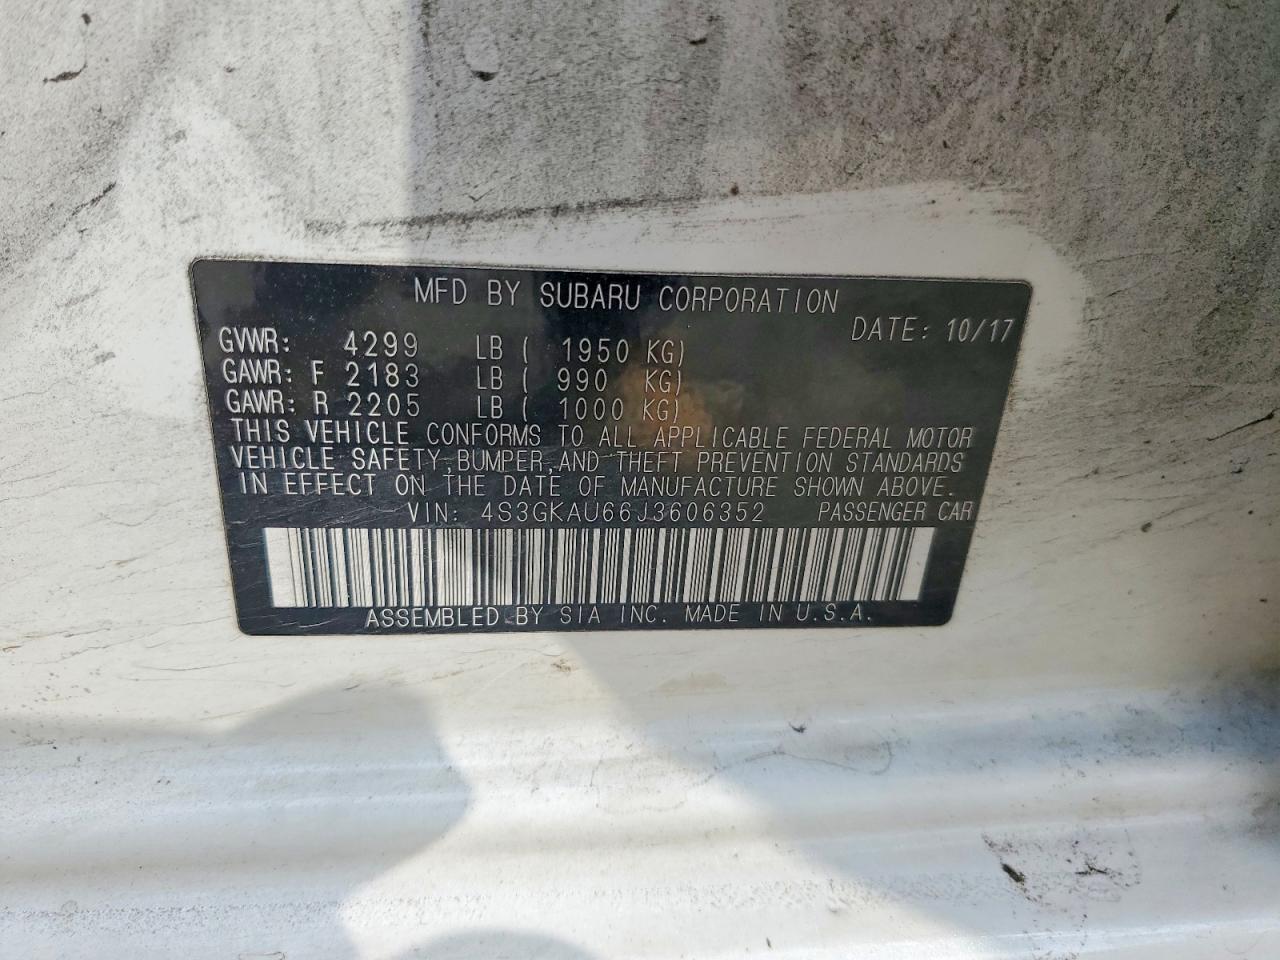 MFD BY SUBARU CORPORATION
DATE: 10/17
GVWR: 4299 LB ( 1950 KG)
GAWR: F 2183 LB ( 990 KG)
GAWR: R 2205 LB ( 1000 KG)
THIS VEHICLE CONFORMS TO ALL APPLICABLE FEDERAL MOTOR
VEHICLE SAFETY,BUMPER,AND THEFT PREVENTION STANDARDS
IN EFFECT ON THE DATE OF MANUFACTURE SHOWN ABOVE.
VIN: 4S3GKAU66J3606352 PASSENGER CAR
ASSEMBLED BY SIA INC. MADE IN U.S.A.